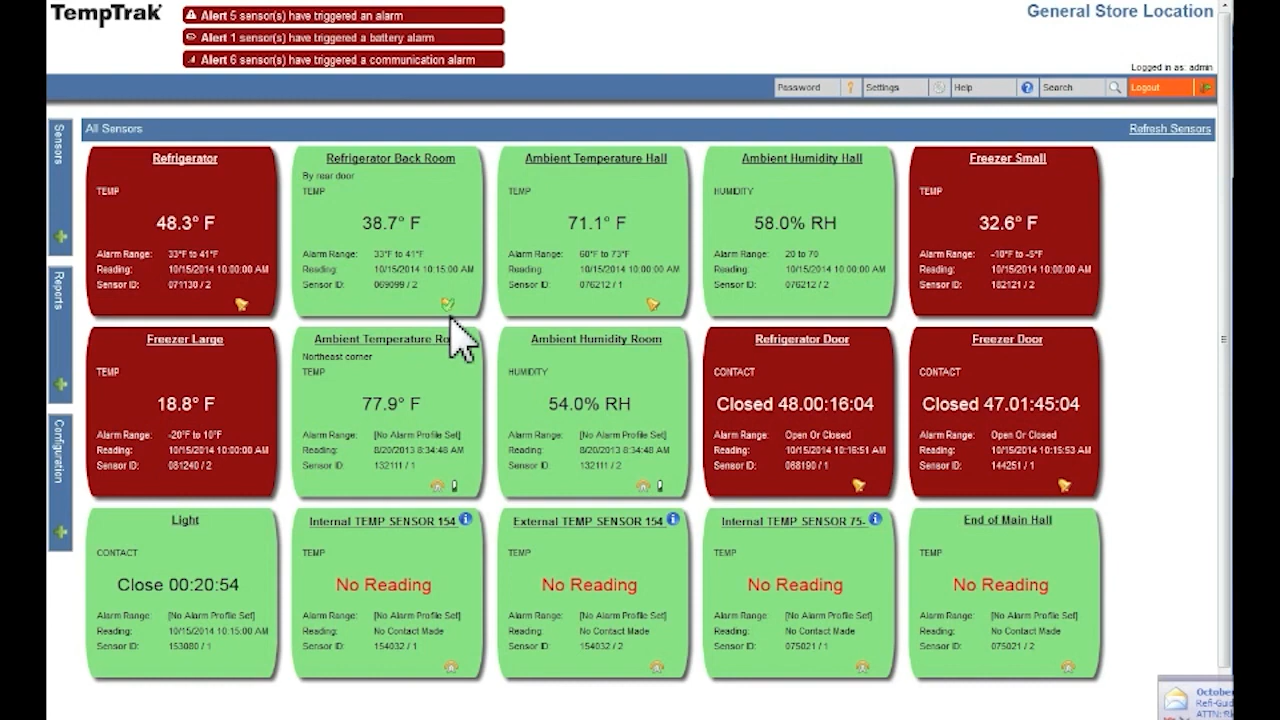 TempTrak
Alert 5 sensor(s) have triggered an alarm
Alert 1 sensor(s) have triggered a battery alarm
Alert 6 sensor(s) have triggered a communication alarm
General Store Location
Logged in as: admin
Password Settings Help Search Logout
Sensors
Reports
Configuration
All Sensors
Refresh Sensors
Refrigerator
TEMP
48.3° F
Alarm Range: 33°F to 41°F
Reading: 10/15/2014 10:00:00 AM
Sensor ID: 071130 / 2
Refrigerator Back Room
By rear door
TEMP
38.7° F
Alarm Range: 33°F to 41°F
Reading: 10/15/2014 10:15:00 AM
Sensor ID: 069099 / 2
Ambient Temperature Hall
TEMP
71.1° F
Alarm Range: 60°F to 73°F
Reading: 10/15/2014 10:00:00 AM
Sensor ID: 076212 / 1
Ambient Humidity Hall
HUMIDITY
58.0% RH
Alarm Range: 20 to 70
Reading: 10/15/2014 10:00:00 AM
Sensor ID: 076212 / 2
Freezer Small
TEMP
32.6° F
Alarm Range: -10°F to -5°F
Reading: 10/15/2014 10:00:00 AM
Sensor ID: 182121 / 2
Freezer Large
TEMP
18.8° F
Alarm Range: -20°F to 10°F
Reading: 10/15/2014 10:00:00 AM
Sensor ID: 081240 / 2
Ambient Temperature Ro
Northeast corner
TEMP
77.9° F
Alarm Range: [No Alarm Profile Set]
Reading: 8/20/2013 8:34:48 AM
Sensor ID: 132111 / 1
Ambient Humidity Room
HUMIDITY
54.0% RH
Alarm Range: [No Alarm Profile Set]
Reading: 8/20/2013 8:34:48 AM
Sensor ID: 132111 / 2
Refrigerator Door
CONTACT
Closed 48.00:16:04
Alarm Range: Open Or Closed
Reading: 10/15/2014 10:16:51 AM
Sensor ID: 068190 / 1
Freezer Door
CONTACT
Closed 47.01:45:04
Alarm Range: Open Or Closed
Reading: 10/15/2014 10:15:53 AM
Sensor ID: 144251 / 1
Light
CONTACT
Close 00:20:54
Alarm Range: [No Alarm Profile Set]
Reading: 10/15/2014 10:15:00 AM
Sensor ID: 153080 / 1
Internal TEMP SENSOR 154
TEMP
No Reading
Alarm Range: [No Alarm Profile Set]
Reading: No Contact Made
Sensor ID: 154032 / 1
External TEMP SENSOR 154
TEMP
No Reading
Alarm Range: [No Alarm Profile Set]
Reading: No Contact Made
Sensor ID: 154032 / 2
Internal TEMP SENSOR 75-
TEMP
No Reading
Alarm Range: [No Alarm Profile Set]
Reading: No Contact Made
Sensor ID: 075021 / 1
End of Main Hall
TEMP
No Reading
Alarm Range: [No Alarm Profile Set]
Reading: No Contact Made
Sensor ID: 075021 / 2
October
Refi-Guid
ATTN: